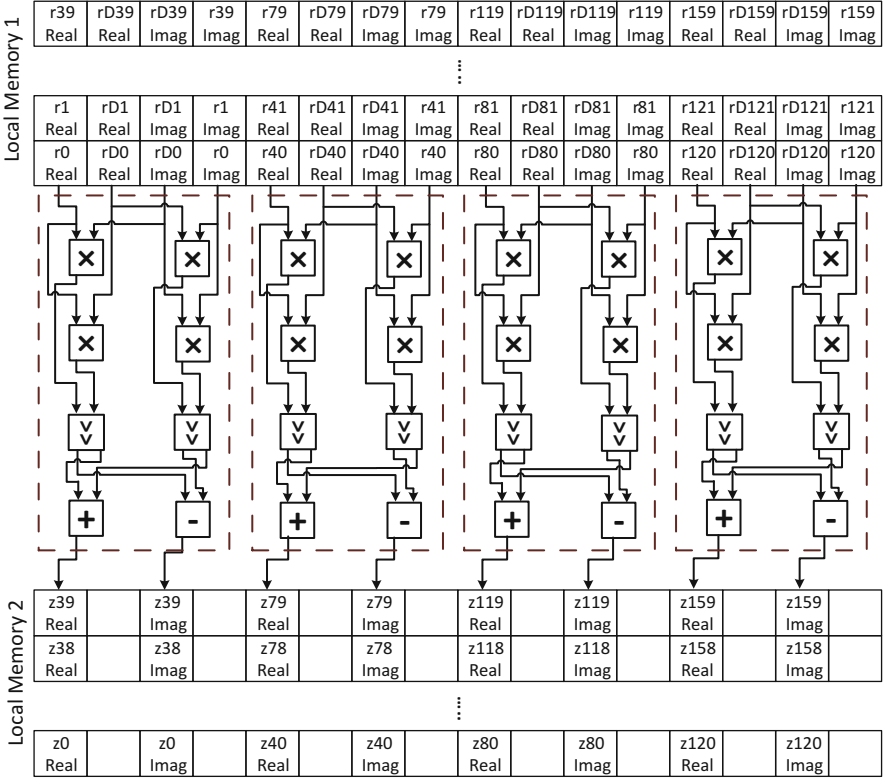 Local Memory 1
r39 rD39 rD39 r39 r79 rD79 rD79 r79 r119 rD119 rD119 r119 r159 rD159 rD159 r159
Real Real Imag Imag Real Real Imag Imag Real Real Imag Imag Real Real Imag Imag
r1 rD1 rD1 r1 r41 rD41 rD41 r41 r81 rD81 rD81 r81 r121 rD121 rD121 r121
Real Real Imag Imag Real Real Imag Imag Real Real Imag Imag Real Real Imag Imag
r0 rD0 rD0 r0 r40 rD40 rD40 r40 r80 rD80 rD80 r80 r120 rD120 rD120 r120
Real Real Imag Imag Real Real Imag Imag Real Real Imag Imag Real Real Imag Imag
× × × × × × × ×
× × × × × × × ×
>> >> >> >> >> >> >> >>
+ - + - + - + -
Local Memory 2
z39 z39 z79 z79 z119 z119 z159 z159
Real Imag Real Imag Real Imag Real Imag
z38 z38 z78 z78 z118 z118 z158 z158
Real Imag Real Imag Real Imag Real Imag
z0 z0 z40 z40 z80 z80 z120 z120
Real Imag Real Imag Real Imag Real Imag